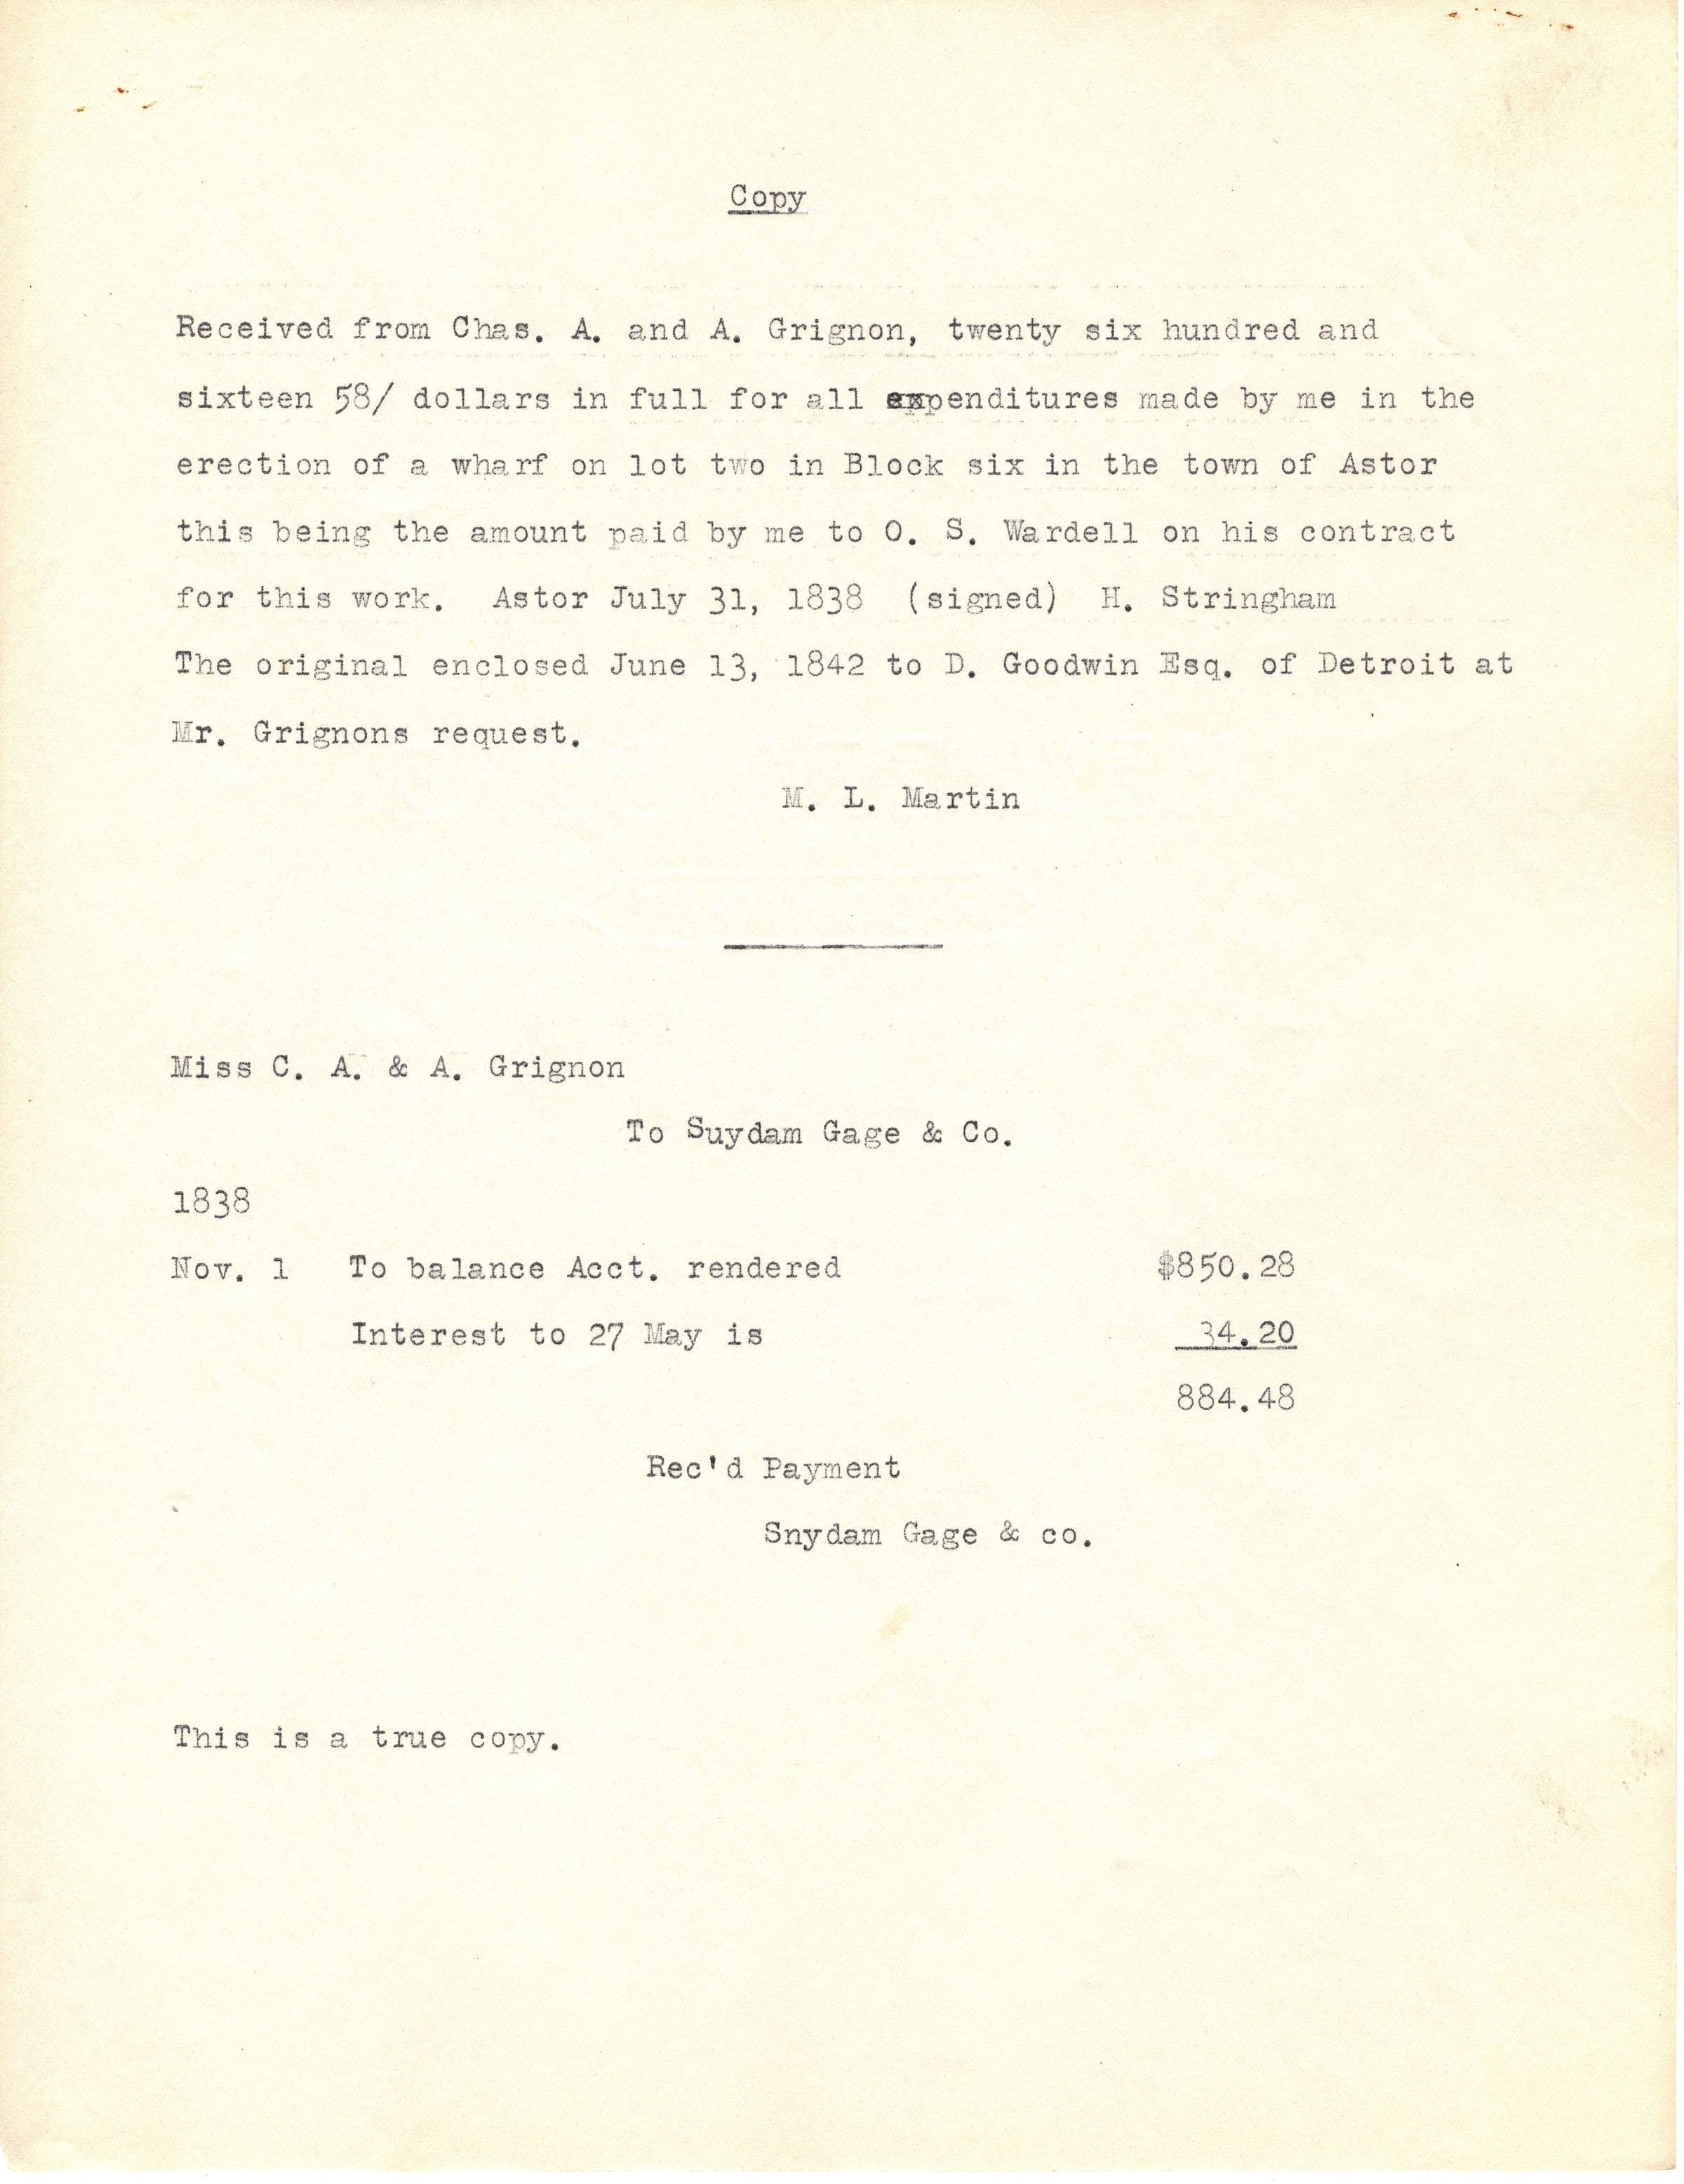 Copy
Received from Chas. A. and A. Grignon, twenty six hundred and
sixteen 58/ dollars in full for all expenditures made by me in the
erection of a wharf on lot two in Block six in the town of Astor
this being the amount paid by me to O. S. Wardell on his contract
for this work. Astor July 31, 1838 (signed) H. Stringham
The original enclosed June 13, 1842 to D. Goodwin Esq. of Detroit at
Mr. Grignons request.
M. L. Martin
Miss C. A. & A. Grignon
To Suydam Gage & Co.
1838
Nov. 1 To balance Acct. rendered $850.28
Interest to 27 May is 34.20
884.48
Rec'd Payment
Snydam Gage & co.
This is a true copy.